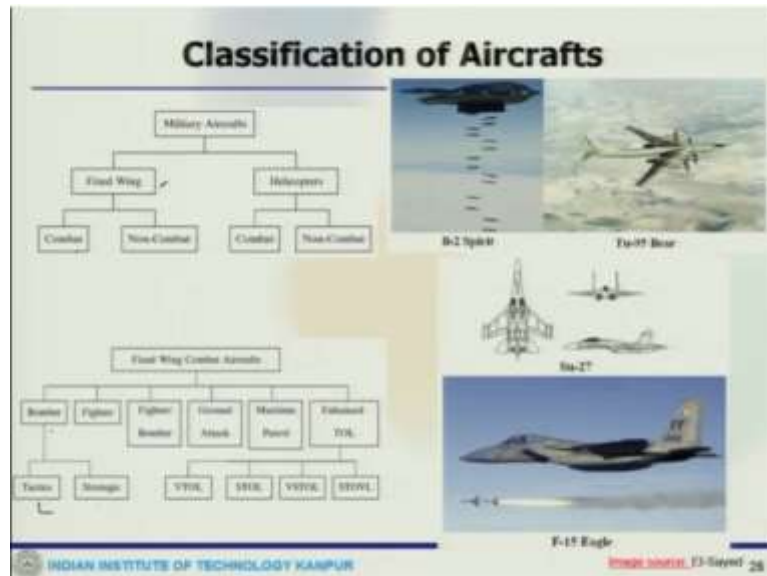 Classification of Aircrafts
Military Aircrafts
Fixed Wing
Helicopters
Combat
Non-Combat
Combat
Non-Combat
B-2 Spirit
Tu-95 Bear
Su-27
Fixed Wing Combat Aircrafts
Bomber
Fighter
Fighter/
Bomber
Ground
Attack
Maritime
Patrol
Enhanced
TOL
Tactics
Strategic
VTOL
STOL
VSTOL
STOVL
F-15 Eagle
INDIAN INSTITUTE OF TECHNOLOGY KANPUR
Image source: El-Sayed
26